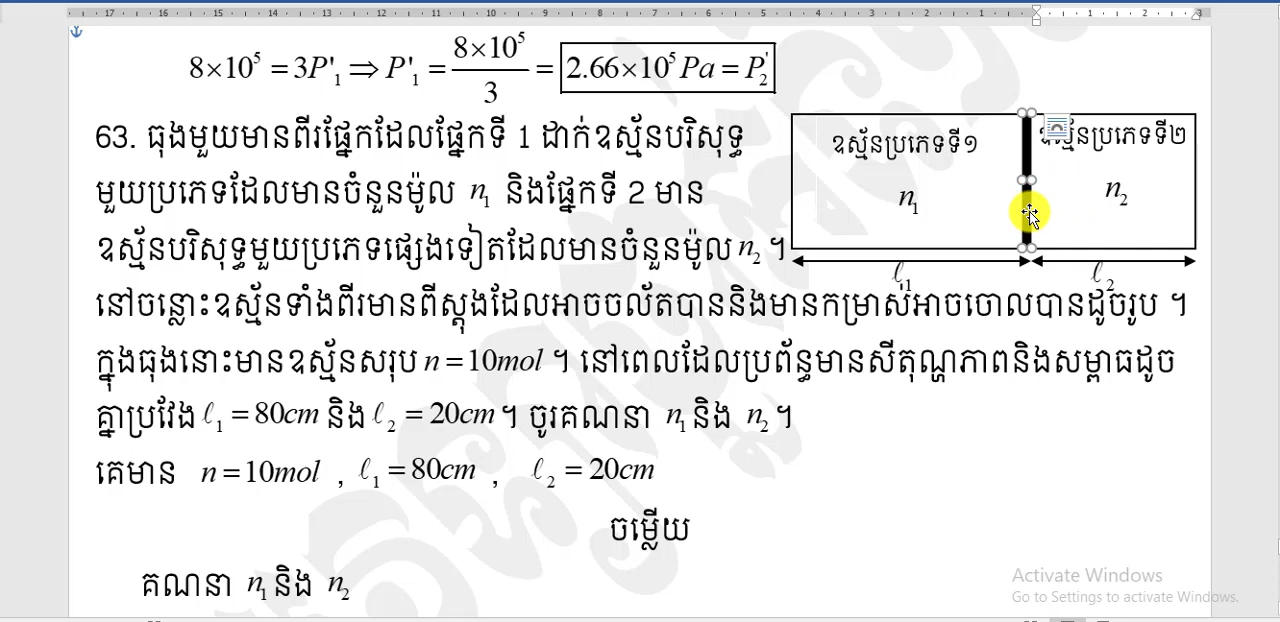 8×10⁵ = 3P'₁ ⇒ P'₁ = 8×10⁵/3 = 2.66×10⁵ Pa = P₂'
63. ធុងមួយមានពីរផ្នែកដែលផ្នែកទី 1 ដាក់ឧស្ម័នបរិសុទ្ធ
មួយប្រភេទដែលមានចំនួនម៉ូល n₁ និងផ្នែកទី 2 មាន
ឧស្ម័នបរិសុទ្ធមួយប្រភេទផ្សេងទៀតដែលមានចំនួនម៉ូល n₂ ។
ឧស្ម័នប្រភេទទី១
n₁
ឧស្ម័នប្រភេទទី២
n₂
ℓ₁
ℓ₂
នៅចន្លោះឧស្ម័នទាំងពីរមានពីស្តុងដែលអាចចល័តបាននិងមានកម្រាស់អាចចោលបានដូចរូប ។
ក្នុងធុងនោះមានឧស្ម័នសរុប n = 10mol ។ នៅពេលដែលប្រព័ន្ធមានសីតុណ្ហភាពនិងសម្ពាធដូច
គ្នាប្រវែង ℓ₁ = 80cm និង ℓ₂ = 20cm ។ ចូរគណនា n₁ និង n₂ ។
គេមាន n = 10mol , ℓ₁ = 80cm , ℓ₂ = 20cm
ចម្លើយ
គណនា n₁ និង n₂
Activate Windows
Go to Settings to activate Windows.